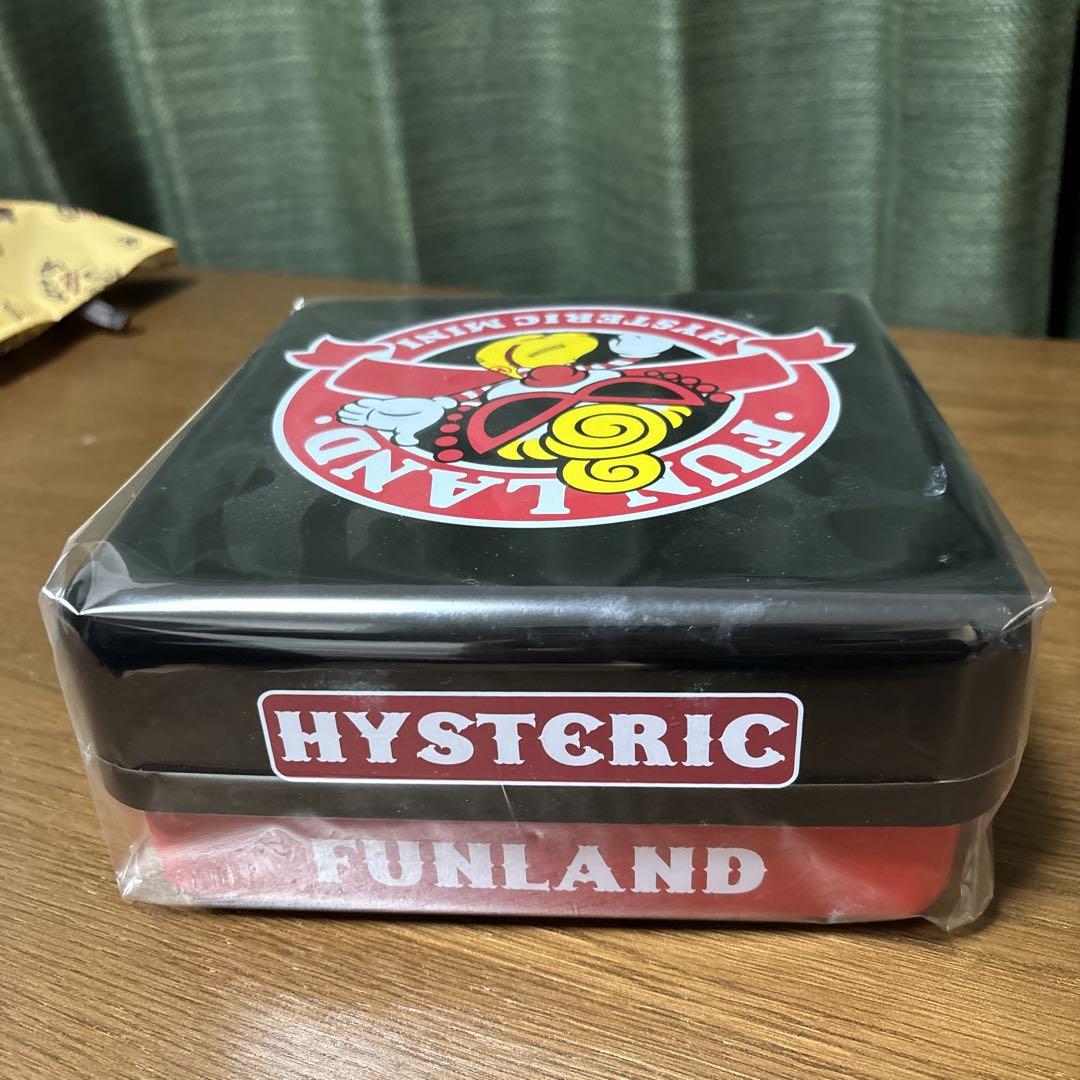 HYSTERIC MINI
FUN LAND
HYSTERIC
FUNLAND